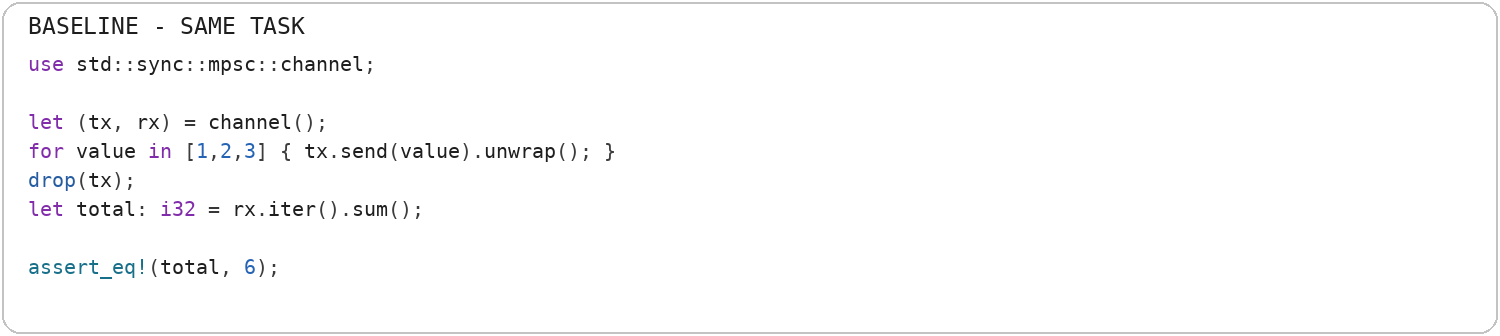 BASELINE - SAME TASK
use std::sync::mpsc::channel;
let (tx, rx) = channel();
for value in [1,2,3] { tx.send(value).unwrap(); }
drop(tx);
let total: i32 = rx.iter().sum();
assert_eq!(total, 6);